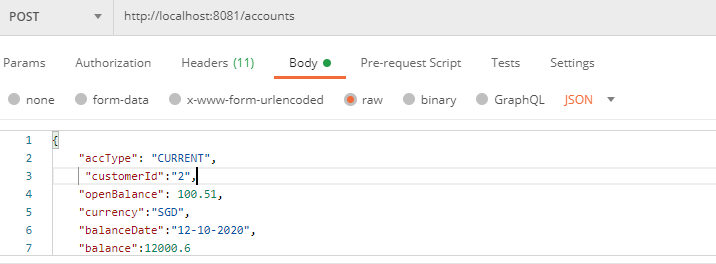 POST http://localhost:8081/accounts
Params Authorization Headers (11) Body Pre-request Script Tests Settings
none form-data x-www-form-urlencoded raw binary GraphQL JSON
1 {
2 "accType": "CURRENT",
3 "customerId":"2",
4 "openBalance": 100.51,
5 "currency":"SGD",
6 "balanceDate":"12-10-2020",
7 "balance":12000.6